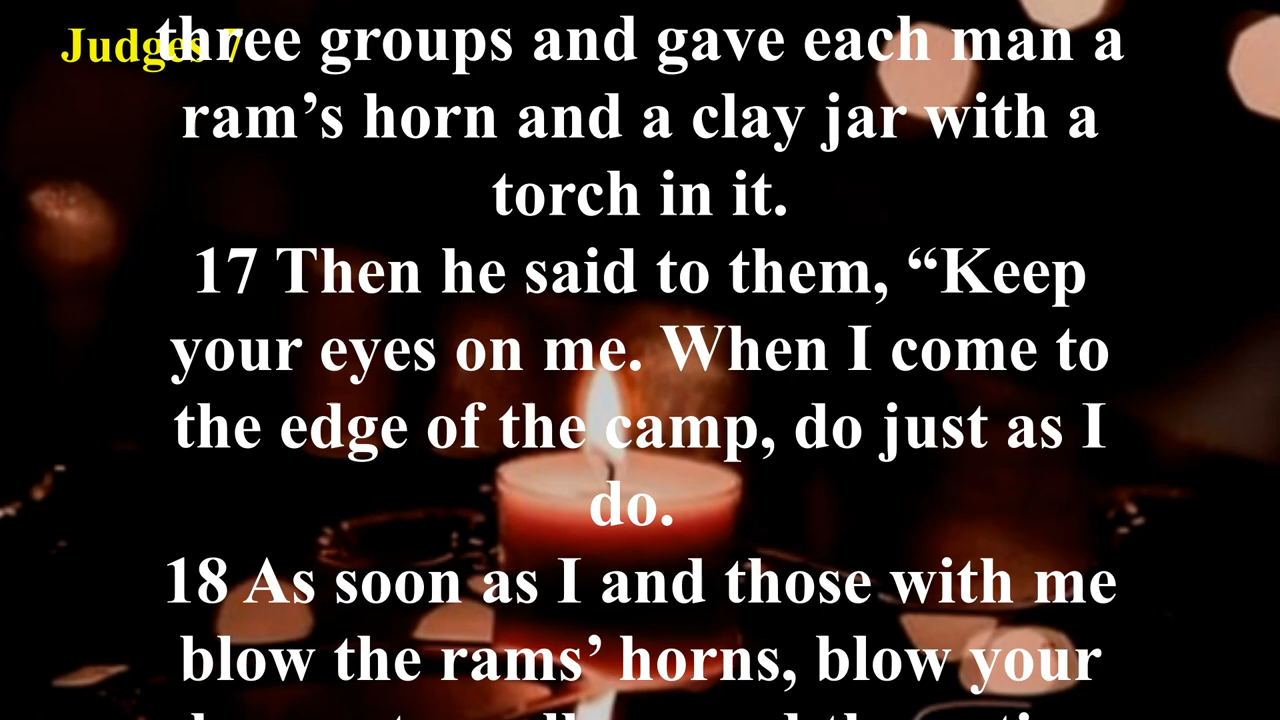 Judges 7
three groups and gave each man a
ram’s horn and a clay jar with a
torch in it.
17 Then he said to them, “Keep
your eyes on me. When I come to
the edge of the camp, do just as I
do.
18 As soon as I and those with me
blow the rams’ horns, blow your